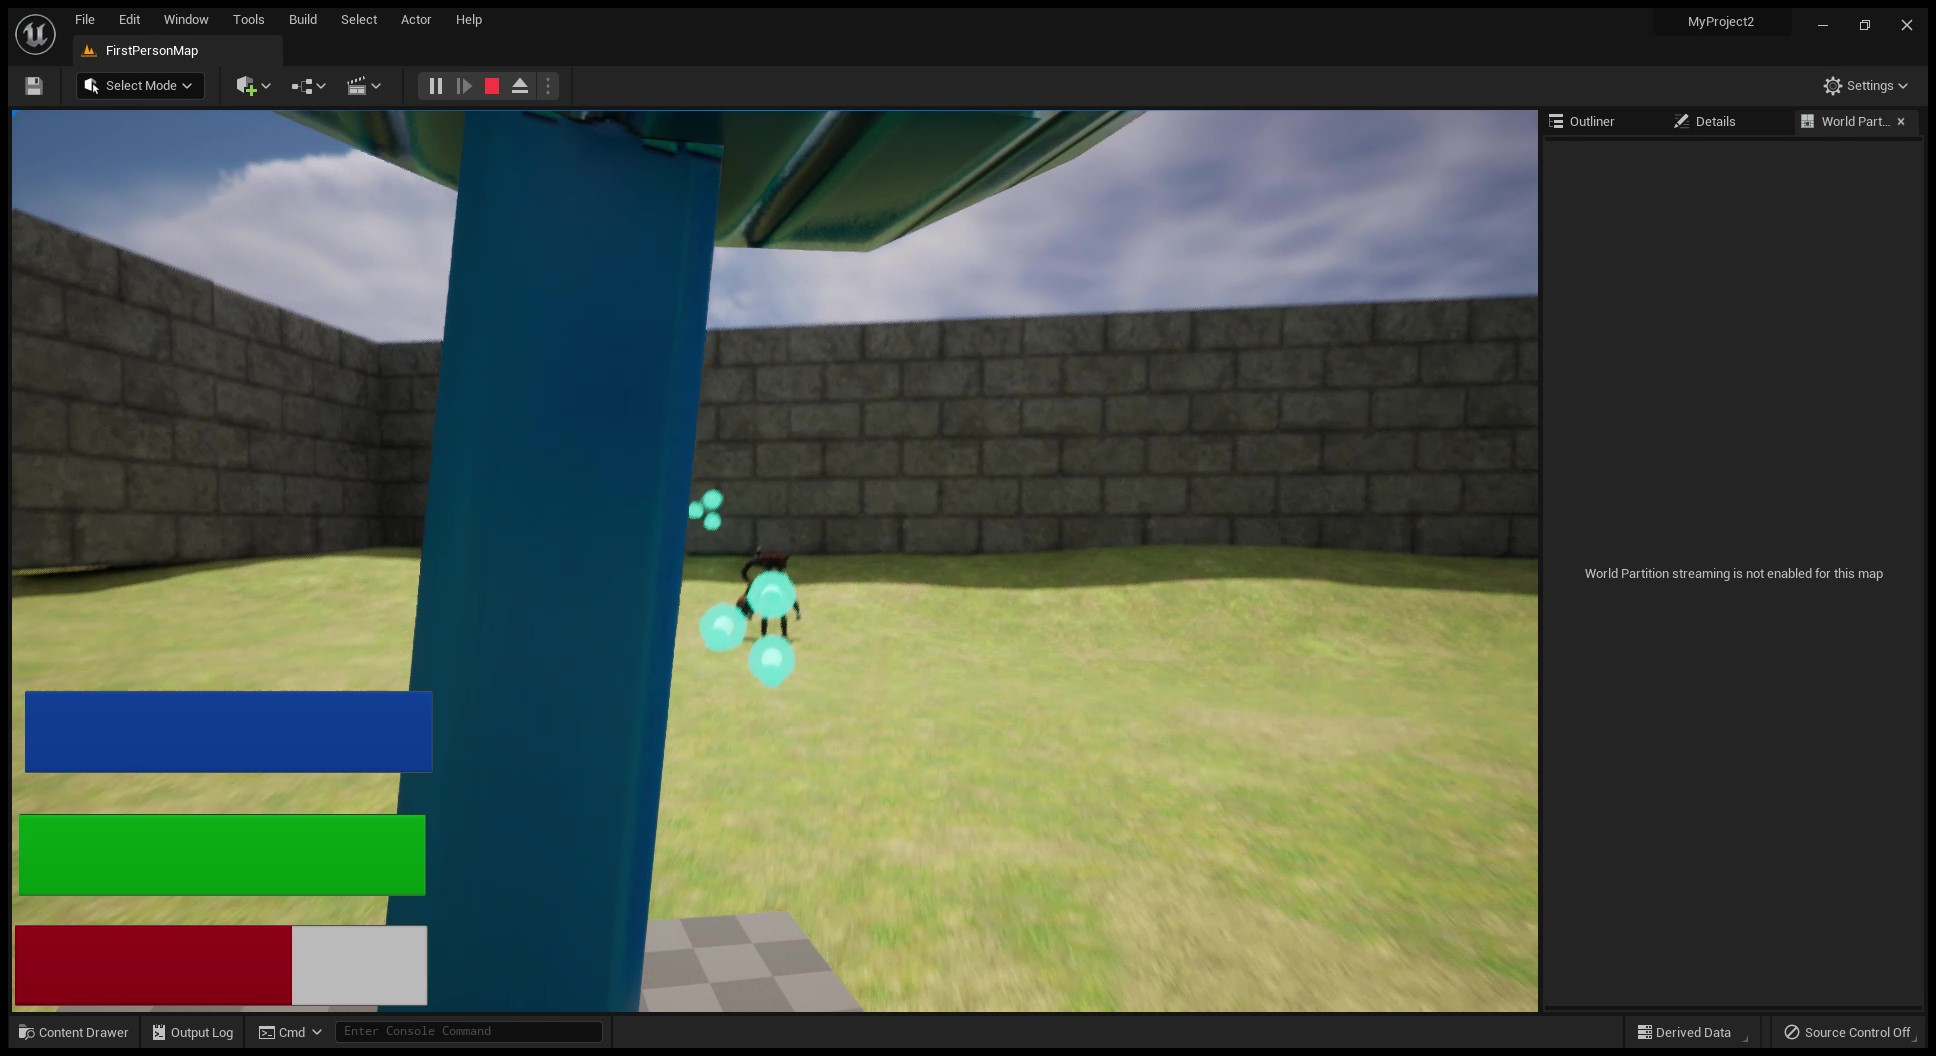 File Edit Window Tools Build Select Actor Help
MyProject2
FirstPersonMap
Select Mode
Settings
Outliner
Details
World Part...
World Partition streaming is not enabled for this map
Content Drawer
Output Log
Cmd
Enter Console Command
Derived Data
Source Control Off